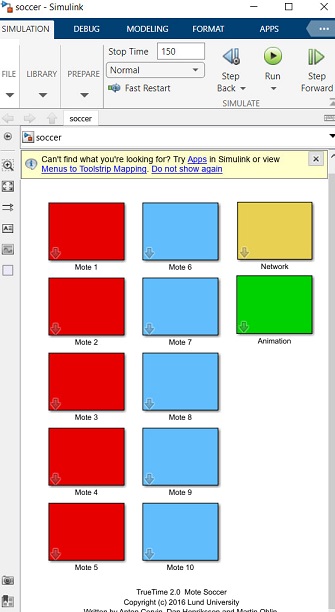 soccer - Simulink
SIMULATION DEBUG MODELING FORMAT APPS
FILE
LIBRARY
PREPARE
Stop Time 150
Normal
Fast Restart
Step Back
Run
Step Forward
SIMULATE
soccer
soccer
Can't find what you're looking for? Try Apps in Simulink or view
Menus to Toolstrip Mapping. Do not show again
Mote 1 Mote 6 Network
Mote 2 Mote 7 Animation
Mote 3 Mote 8
Mote 4 Mote 9
Mote 5 Mote 10
TrueTime 2.0 Mote Soccer
Copyright (c) 2016 Lund University
Written by Anton Cervin, Dan Henriksson and Martin Ohlin